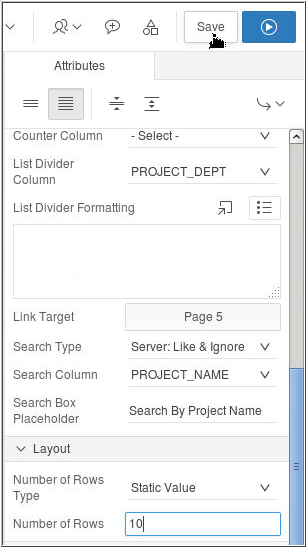 Save
Attributes
Counter Column
- Select -
List Divider
Column
PROJECT_DEPT
List Divider Formatting
Link Target
Page 5
Search Type
Server: Like & Ignore
Search Column
PROJECT_NAME
Search Box
Placeholder
Search By Project Name
Layout
Number of Rows
Type
Static Value
Number of Rows
10